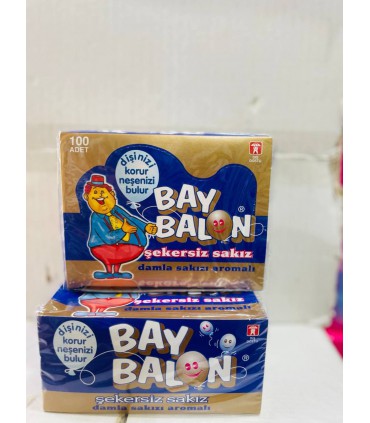 100
ADET
dişinizi
korur
neşenizi
bulur
BAY
BALON
®
şekersiz sakız
damla sakızı aromalı
şekersiz sakız
dişinizi
korur
neşenizi
bulur
BAY
BALON
®
şekersiz sakız
damla sakızı aromalı